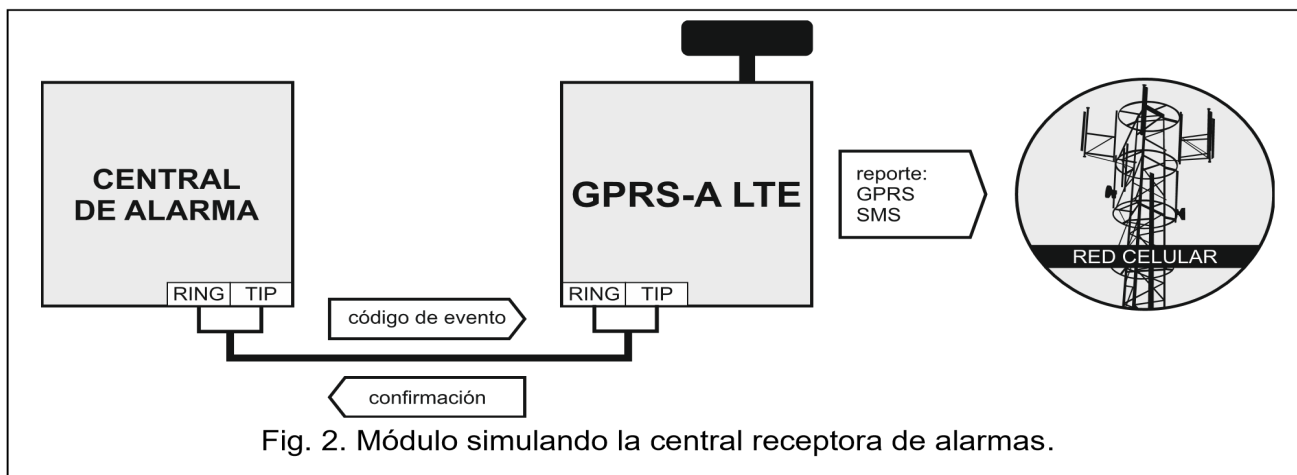 CENTRAL
DE ALARMA
RING TIP
GPRS-A LTE
RING TIP
código de evento
confirmación
reporte:
GPRS
SMS
RED CELULAR
Fig. 2. Módulo simulando la central receptora de alarmas.